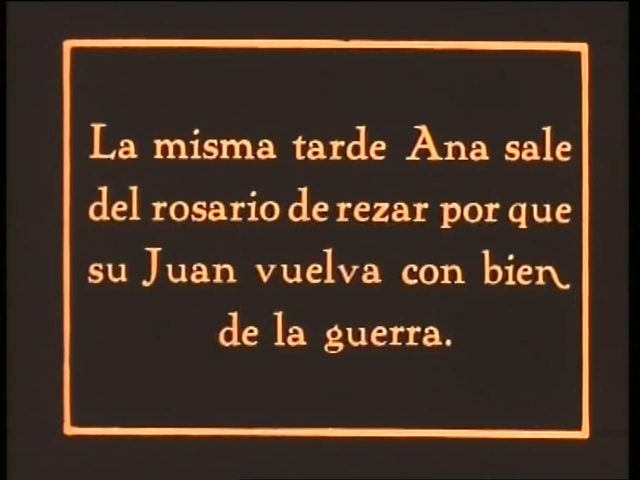 La misma tarde Ana sale
del rosario de rezar por que
su Juan vuelva con bien
de la guerra.